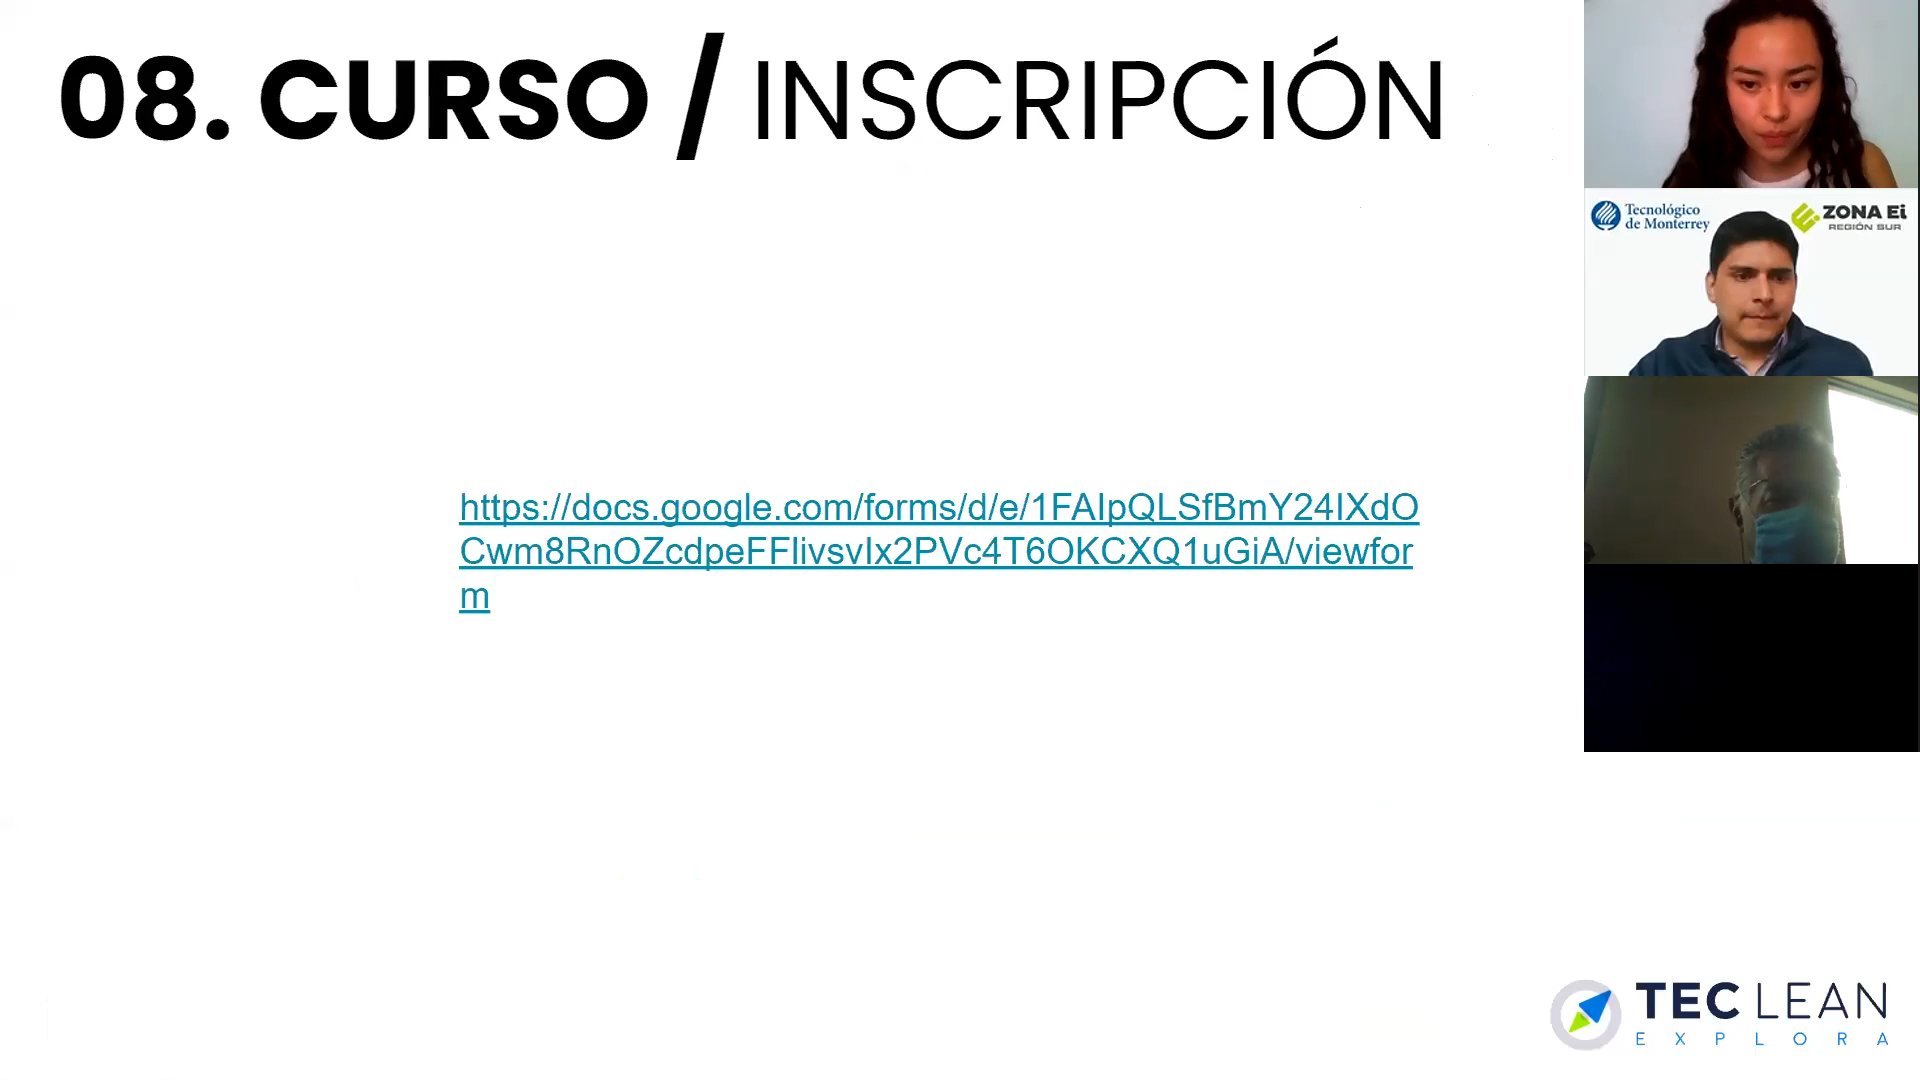 08. CURSO / INSCRIPCIÓN
Tecnológico
de Monterrey
ZONA Ei
REGIÓN SUR
https://docs.google.com/forms/d/e/1FAIpQLSfBmY24IXdO
Cwm8RnOZcdpeFFlivsvIx2PVc4T6OKCXQ1uGiA/viewfor
m
TEC LEAN
EXPLORA